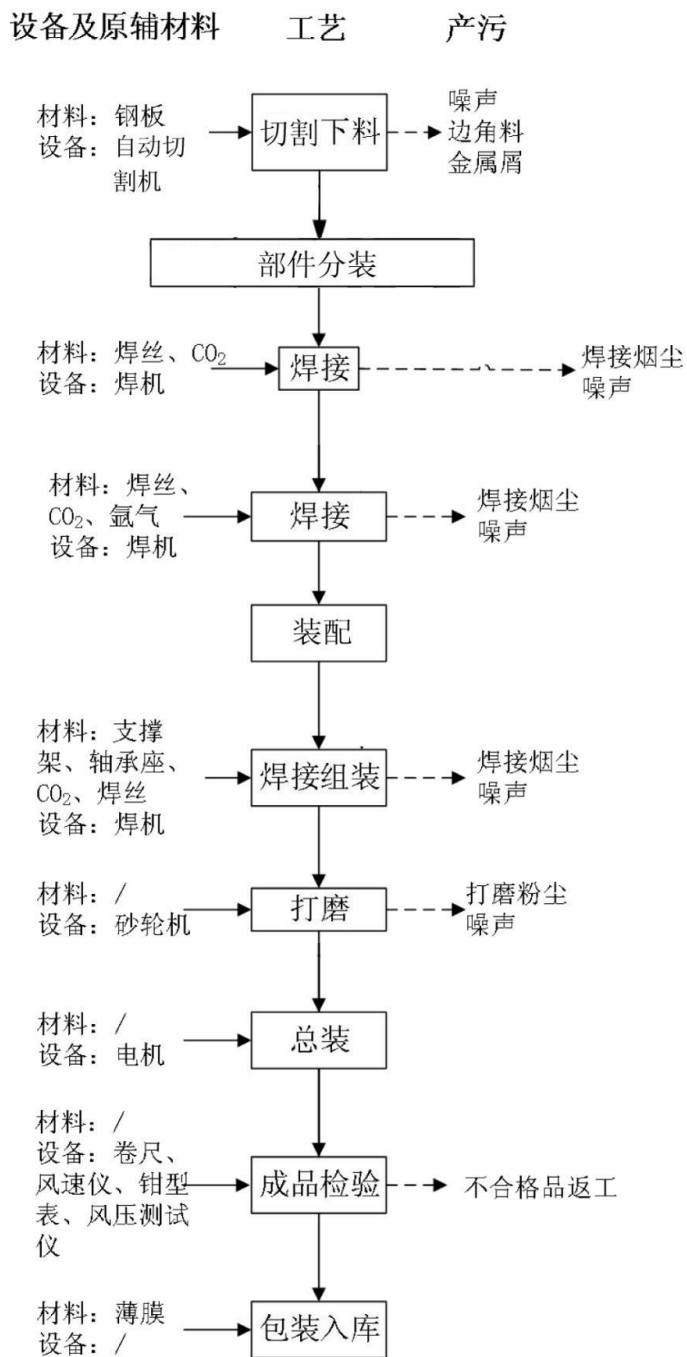 设备及原辅材料 工艺 产污
材料：钢板
设备：自动切
割机
切割下料
噪声
边角料
金属屑
部件分装
材料：焊丝、CO₂
设备：焊机
焊接
焊接烟尘
噪声
材料：焊丝、
CO₂、氩气
设备：焊机
焊接
焊接烟尘
噪声
装配
材料：支撑
架、轴承座、
CO₂、焊丝
设备：焊机
焊接组装
焊接烟尘
噪声
材料：/
设备：砂轮机
打磨
打磨粉尘
噪声
材料：/
设备：电机
总装
材料：/
设备：卷尺、
风速仪、钳型
表、风压测试
仪
成品检验
不合格品返工
材料：薄膜
设备：/
包装入库